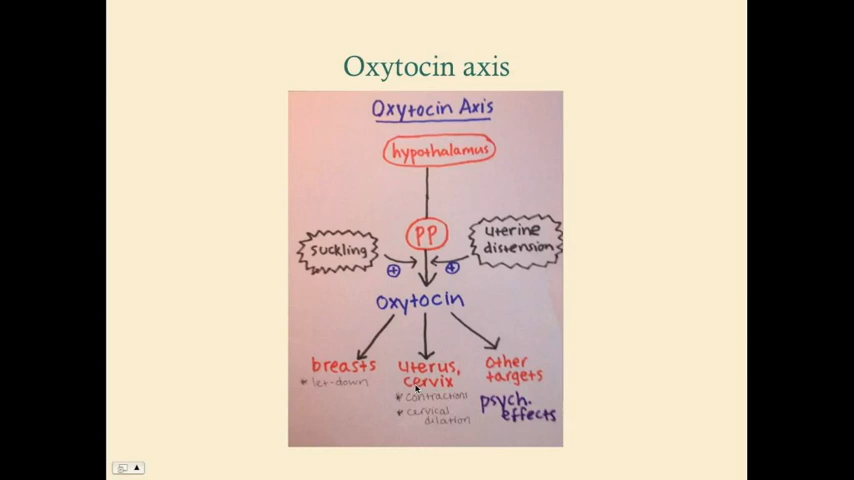 Oxytocin axis
Oxytocin Axis
hypothalamus
PP
suckling
uterine
distension
+
+
oxytocin
breasts
* let-down
uterus,
cervix
* contractions
* cervical
dilation
other
targets
psych.
effects